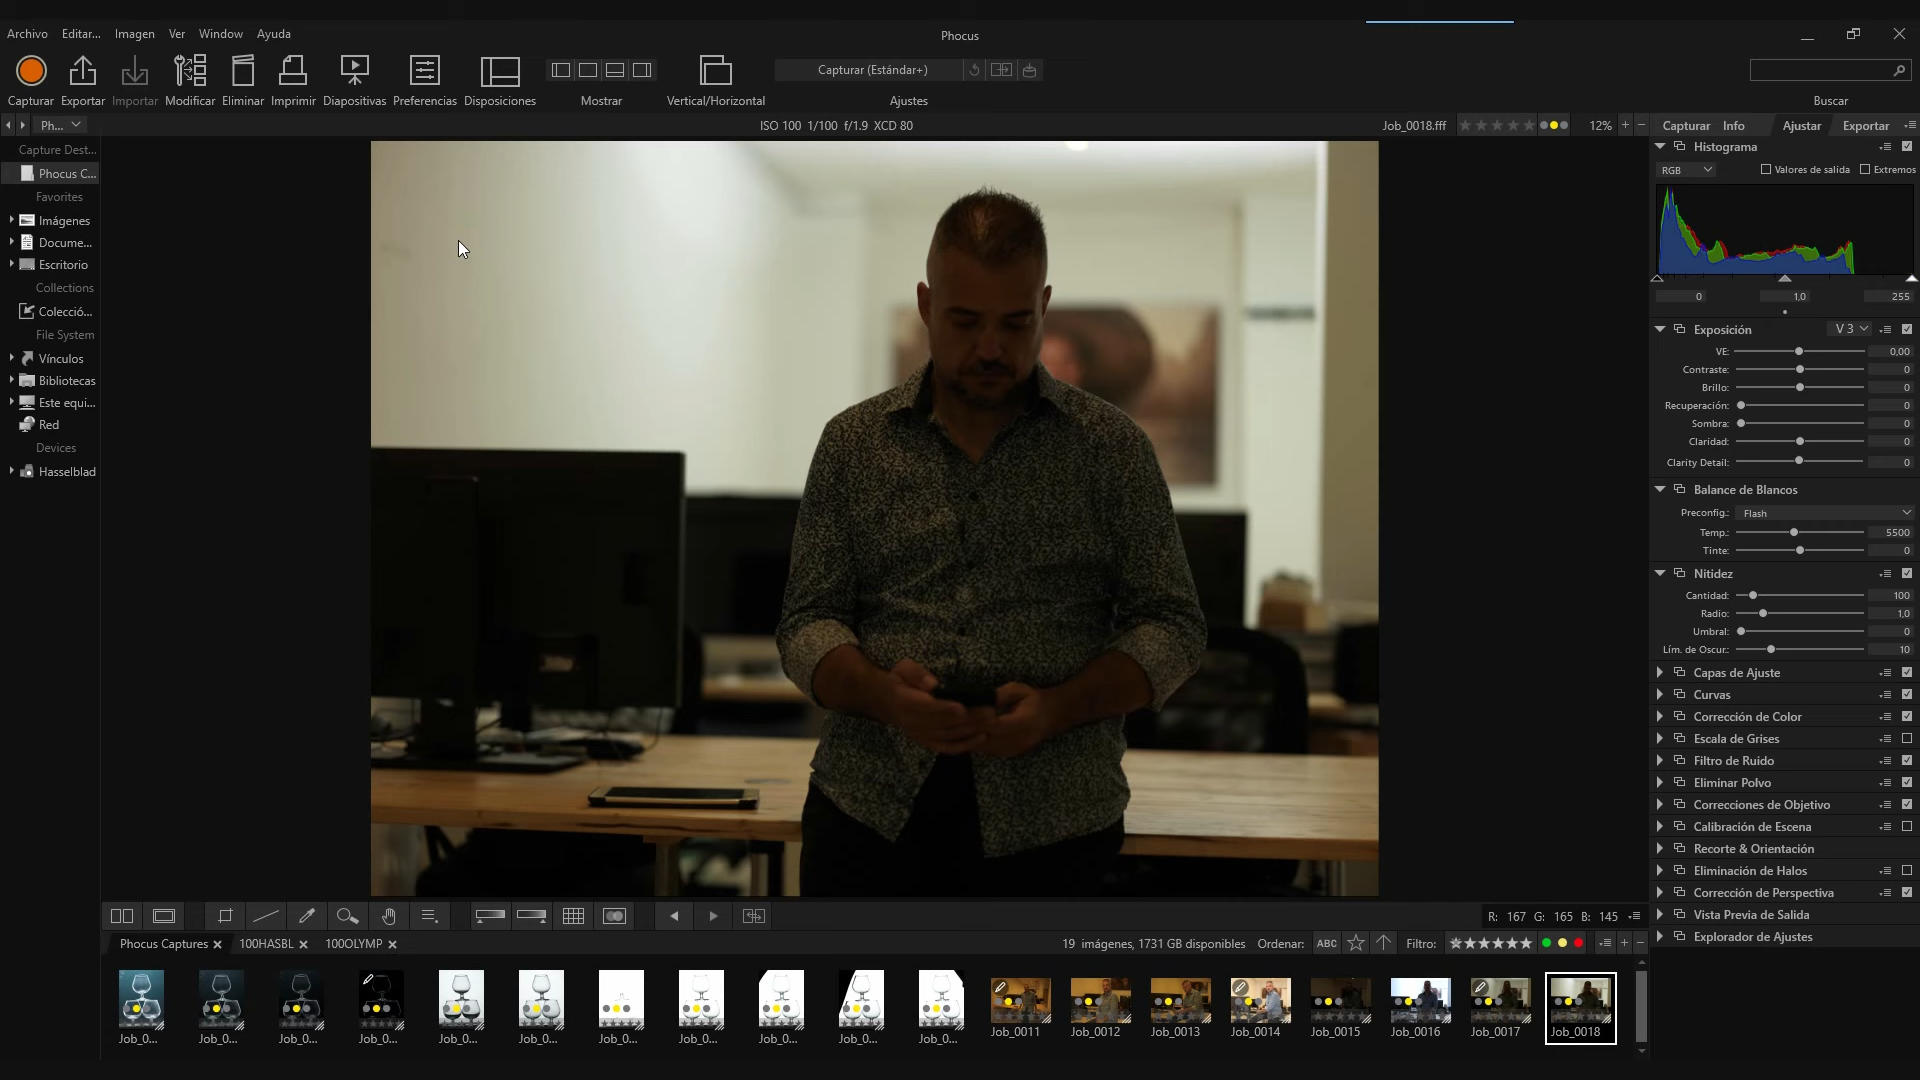 Archivo Editar... Imagen Ver Window Ayuda
Phocus
Capturar Exportar Importar Modificar Eliminar Imprimir Diapositivas Preferencias Disposiciones Mostrar Vertical/Horizontal
Capturar (Estándar+)
Ajustes
Buscar
Ph...
ISO 100 1/100 f/1.9 XCD 80
Job_0018.fff
12%
Capturar Info Ajustar Exportar
Capture Dest...
Phocus C...
Favorites
Imágenes
Docume...
Escritorio
Collections
Colecció...
File System
Vínculos
Bibliotecas
Este equi...
Red
Devices
Hasselblad
Histograma
RGB Valores de salida Extremos
0 1,0 255
Exposición V 3
VE: 0,00
Contraste: 0
Brillo: 0
Recuperación: 0
Sombra: 0
Claridad: 0
Clarity Detail: 0
Balance de Blancos
Preconfig.: Flash
Temp.: 5500
Tinte: 0
Nitidez
Cantidad: 100
Radio: 1,0
Umbral: 0
Lím. de Oscur.: 10
Capas de Ajuste
Curvas
Corrección de Color
Escala de Grises
Filtro de Ruido
Eliminar Polvo
Correcciones de Objetivo
Calibración de Escena
Recorte & Orientación
Eliminación de Halos
Corrección de Perspectiva
Vista Previa de Salida
Explorador de Ajustes
R: 167 G: 165 B: 145
Phocus Captures 100HASBL 100OLYMP
19 imágenes, 1731 GB disponibles Ordenar: ABC Filtro:
Job_0... Job_0... Job_0... Job_0... Job_0... Job_0... Job_0... Job_0... Job_0... Job_0... Job_0... Job_0011 Job_0012 Job_0013 Job_0014 Job_0015 Job_0016 Job_0017 Job_0018